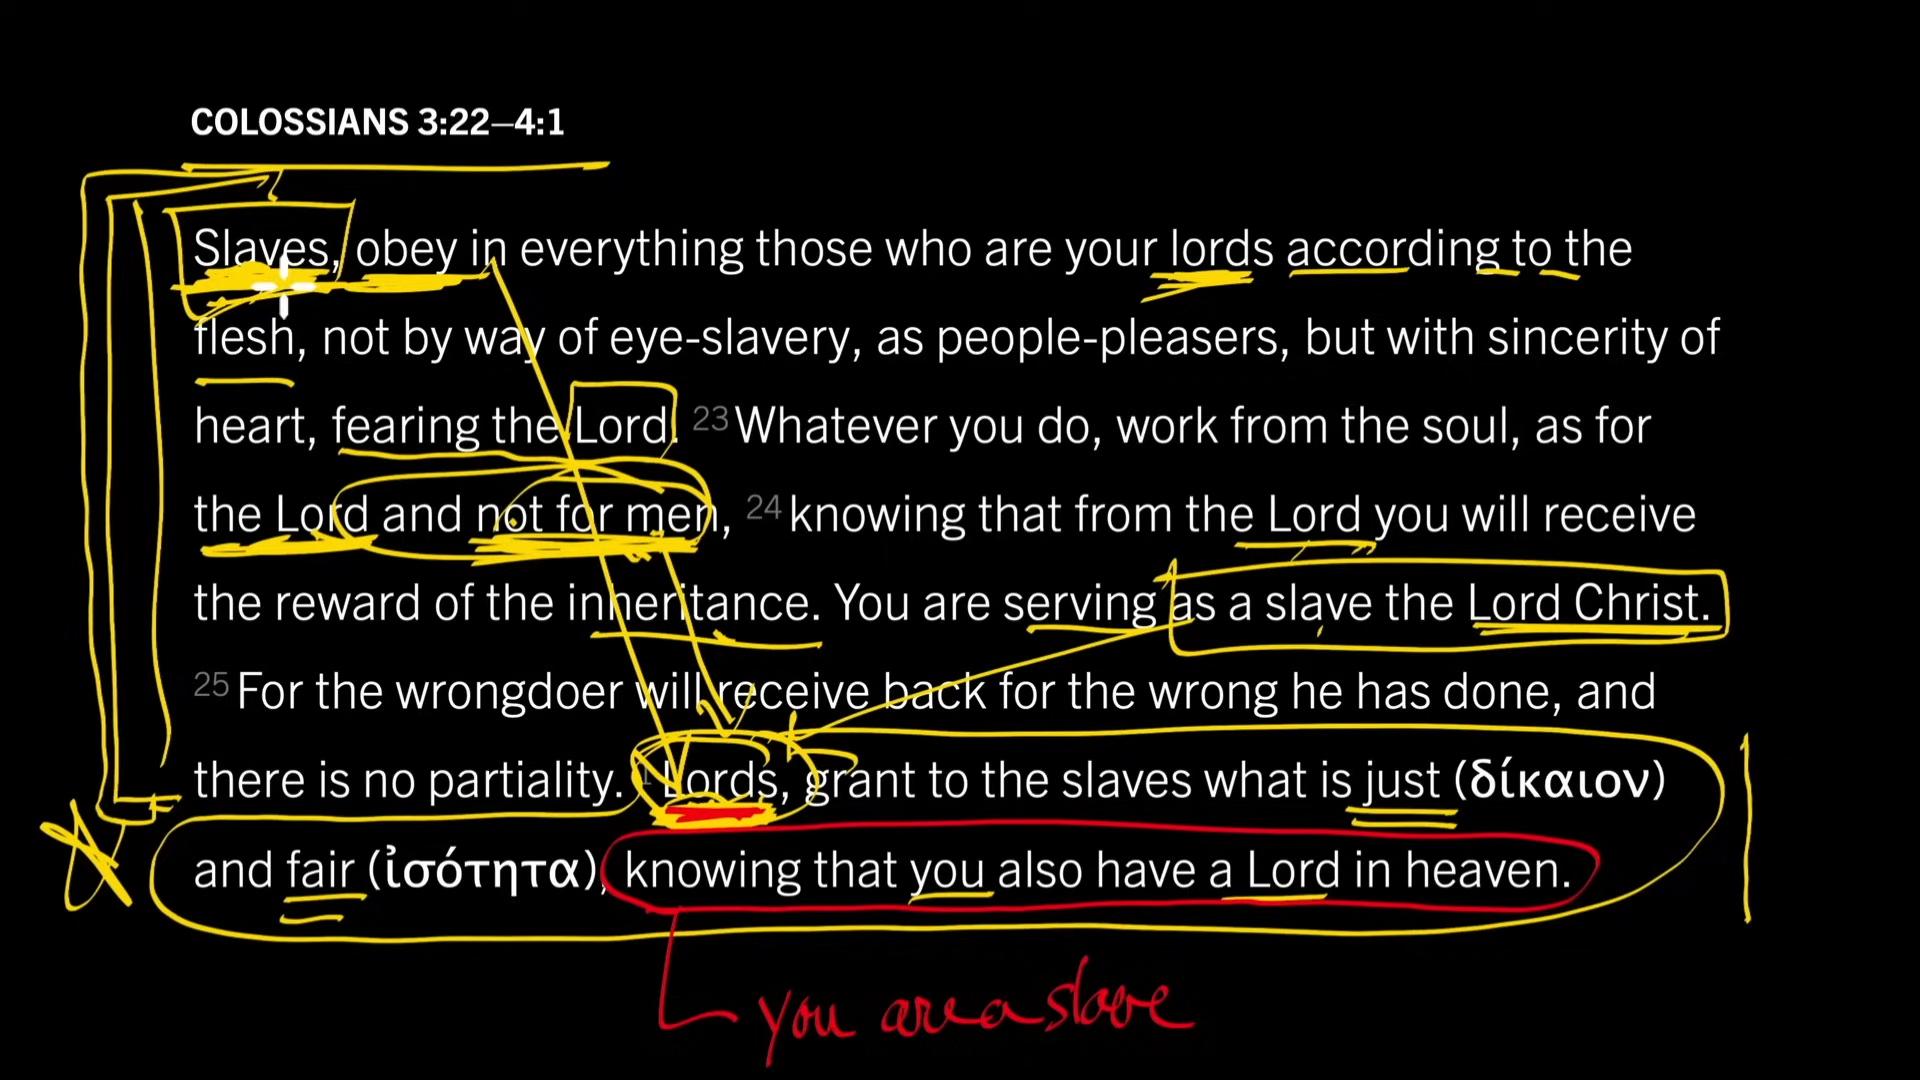 COLOSSIANS 3:22–4:1
Slaves, obey in everything those who are your lords according to the
flesh, not by way of eye-slavery, as people-pleasers, but with sincerity of
heart, fearing the Lord. 23 Whatever you do, work from the soul, as for
the Lord and not for men, 24 knowing that from the Lord you will receive
the reward of the inheritance. You are serving as a slave the Lord Christ.
25 For the wrongdoer will receive back for the wrong he has done, and
there is no partiality. 1 Lords, grant to the slaves what is just (δίκαιον)
and fair (ἰσότητα), knowing that you also have a Lord in heaven.
you are a slave